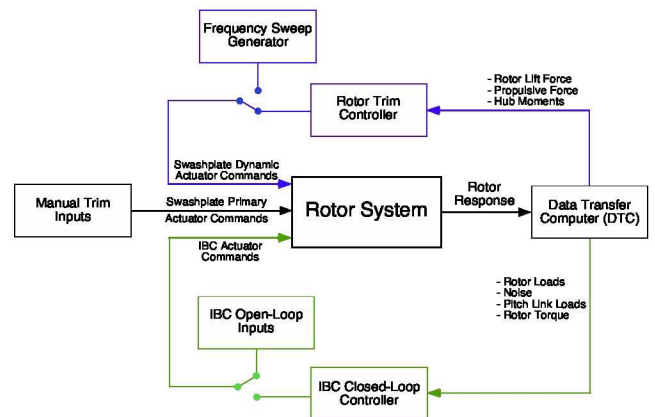 Frequency Sweep
Generator
Rotor Trim
Controller
- Rotor Lift Force
- Propulsive Force
- Hub Moments
Swashplate Dynamic
Actuator Commands
Manual Trim
Inputs
Swashplate Primary
Actuator Commands
Rotor System
Rotor
Response
Data Transfer
Computer (DTC)
IBC Actuator
Commands
- Rotor Loads
- Noise
- Pitch Link Loads
- Rotor Torque
IBC Open-Loop
Inputs
IBC Closed-Loop
Controller